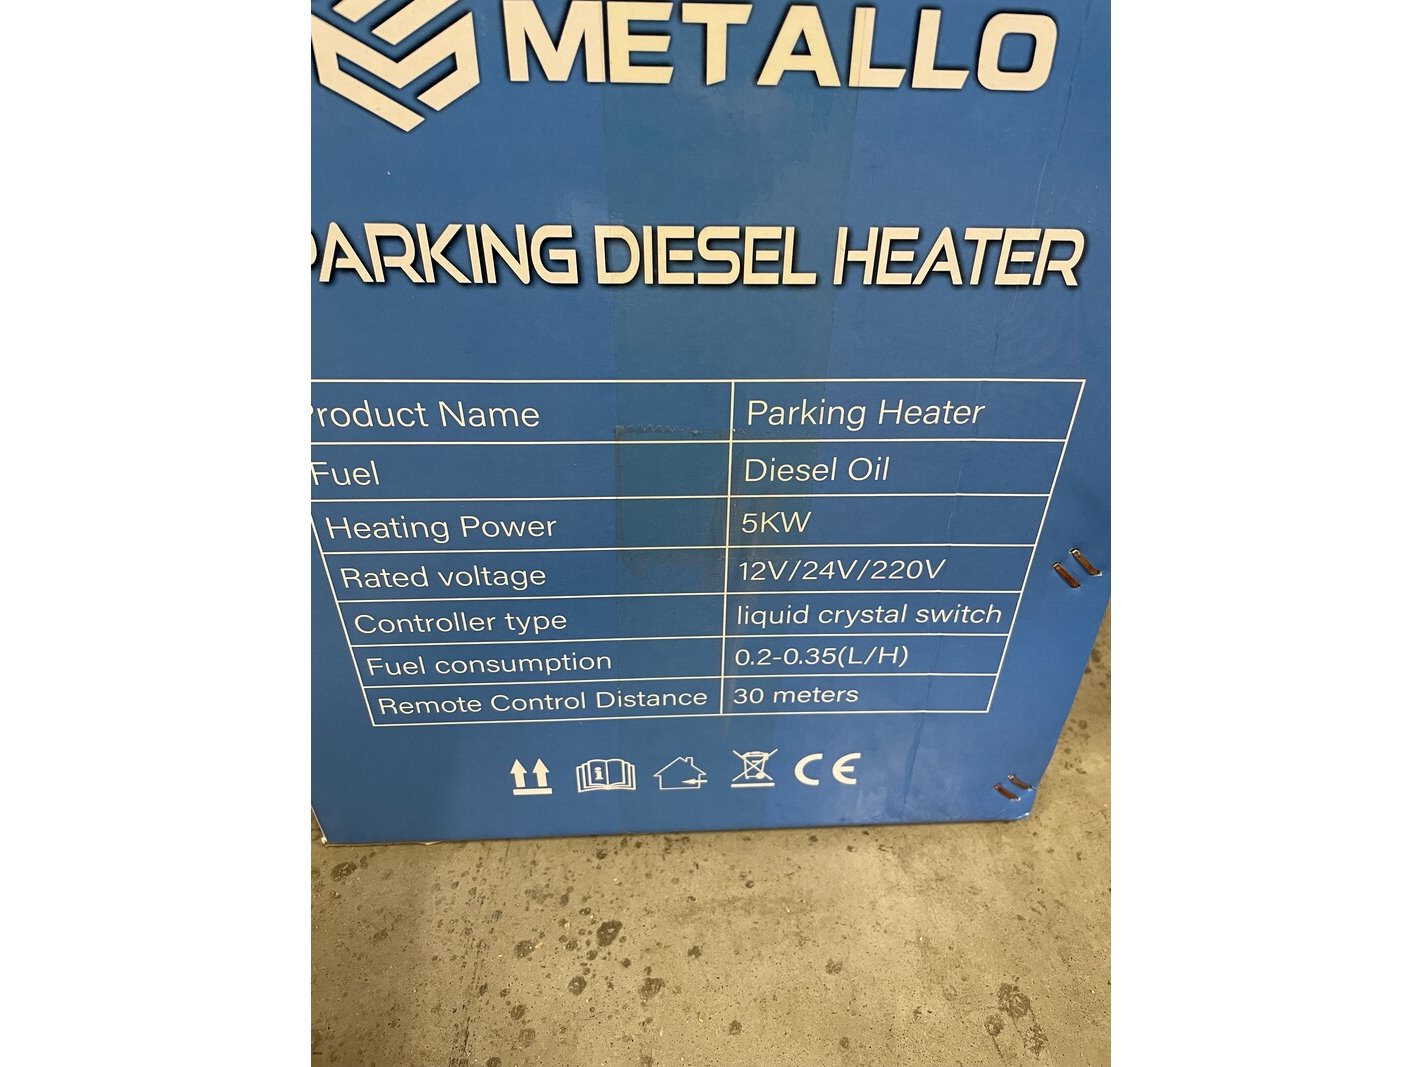 METALLO
PARKING DIESEL HEATER
Product Name Parking Heater
Fuel Diesel Oil
Heating Power 5KW
Rated voltage 12V/24V/220V
Controller type liquid crystal switch
Fuel consumption 0.2-0.35(L/H)
Remote Control Distance 30 meters
CE